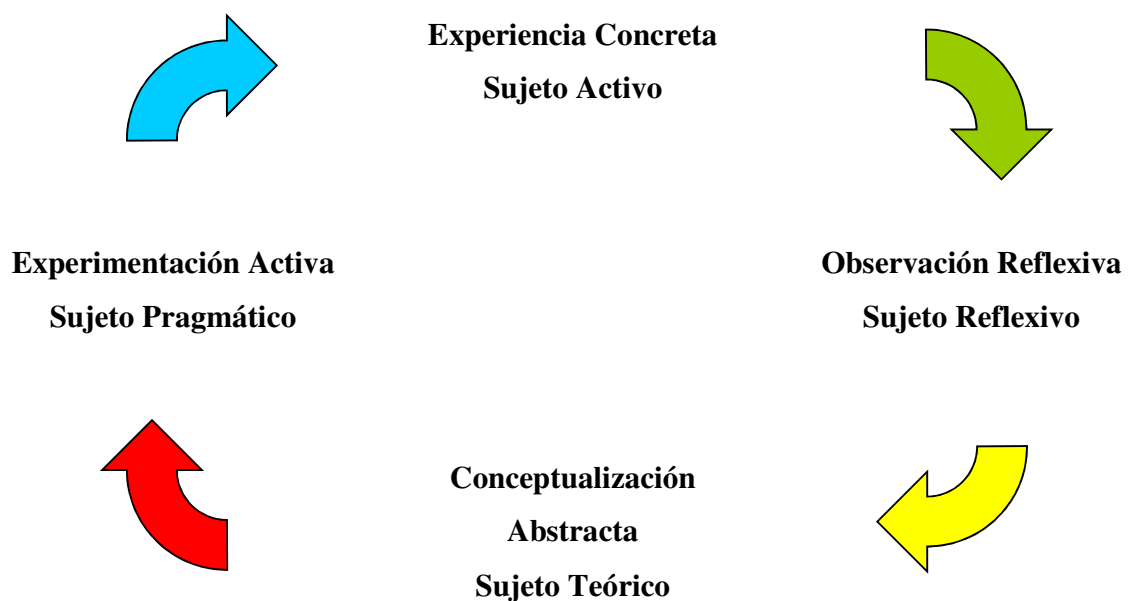 Experiencia Concreta
Sujeto Activo
Experimentación Activa
Sujeto Pragmático
Observación Reflexiva
Sujeto Reflexivo
Conceptualización
Abstracta
Sujeto Teórico